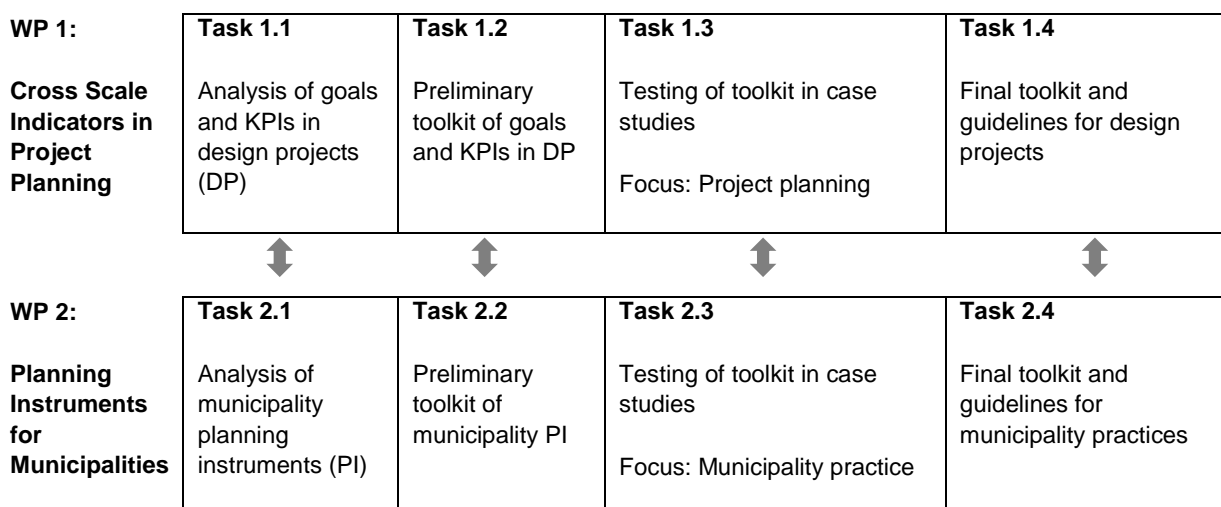 WP 1:
Cross Scale
Indicators in
Project
Planning
Task 1.1
Analysis of goals
and KPIs in
design projects
(DP)
Task 1.2
Preliminary
toolkit of goals
and KPIs in DP
Task 1.3
Testing of toolkit in case
studies
Focus: Project planning
Task 1.4
Final toolkit and
guidelines for design
projects
WP 2:
Planning
Instruments
for
Municipalities
Task 2.1
Analysis of
municipality
planning
instruments (PI)
Task 2.2
Preliminary
toolkit of
municipality PI
Task 2.3
Testing of toolkit in case
studies
Focus: Municipality practice
Task 2.4
Final toolkit and
guidelines for
municipality practices